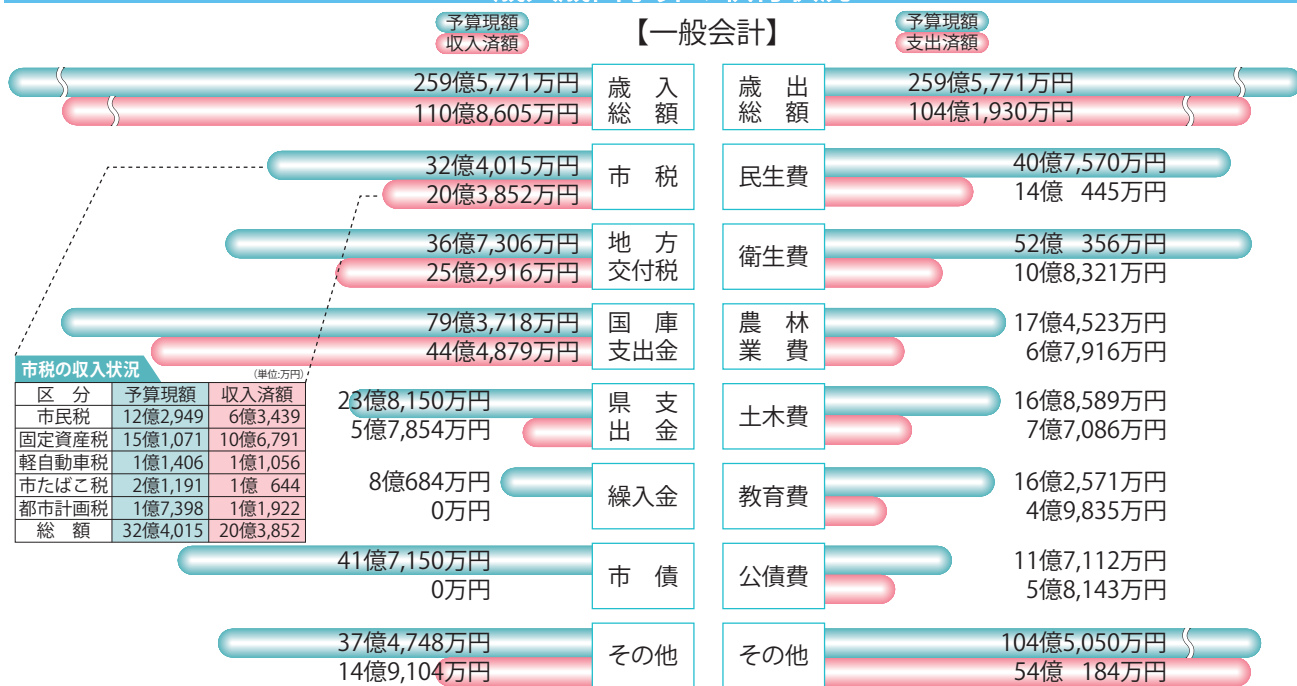 予算現額
収入済額
【一般会計】
予算現額
支出済額
259億5,771万円
110億8,605万円
歳入
総額
歳出
総額
259億5,771万円
104億1,930万円
32億4,015万円
20億3,852万円
市税
民生費
40億7,570万円
14億 445万円
36億7,306万円
25億2,916万円
地方
交付税
衛生費
52億 356万円
10億8,321万円
79億3,718万円
44億4,879万円
国庫
支出金
農林
業費
17億4,523万円
6億7,916万円
23億8,150万円
5億7,854万円
県支
出金
土木費
16億8,589万円
7億7,086万円
8億684万円
0万円
繰入金
教育費
16億2,571万円
4億9,835万円
41億7,150万円
0万円
市債
公債費
11億7,112万円
5億8,143万円
37億4,748万円
14億9,104万円
その他
その他
104億5,050万円
54億 184万円
市税の収入状況
(単位:万円)
区分 予算現額 収入済額
市民税 12億2,949 6億3,439
固定資産税 15億1,071 10億6,791
軽自動車税 1億1,406 1億1,056
市たばこ税 2億1,191 1億 644
都市計画税 1億7,398 1億1,922
総額 32億4,015 20億3,852